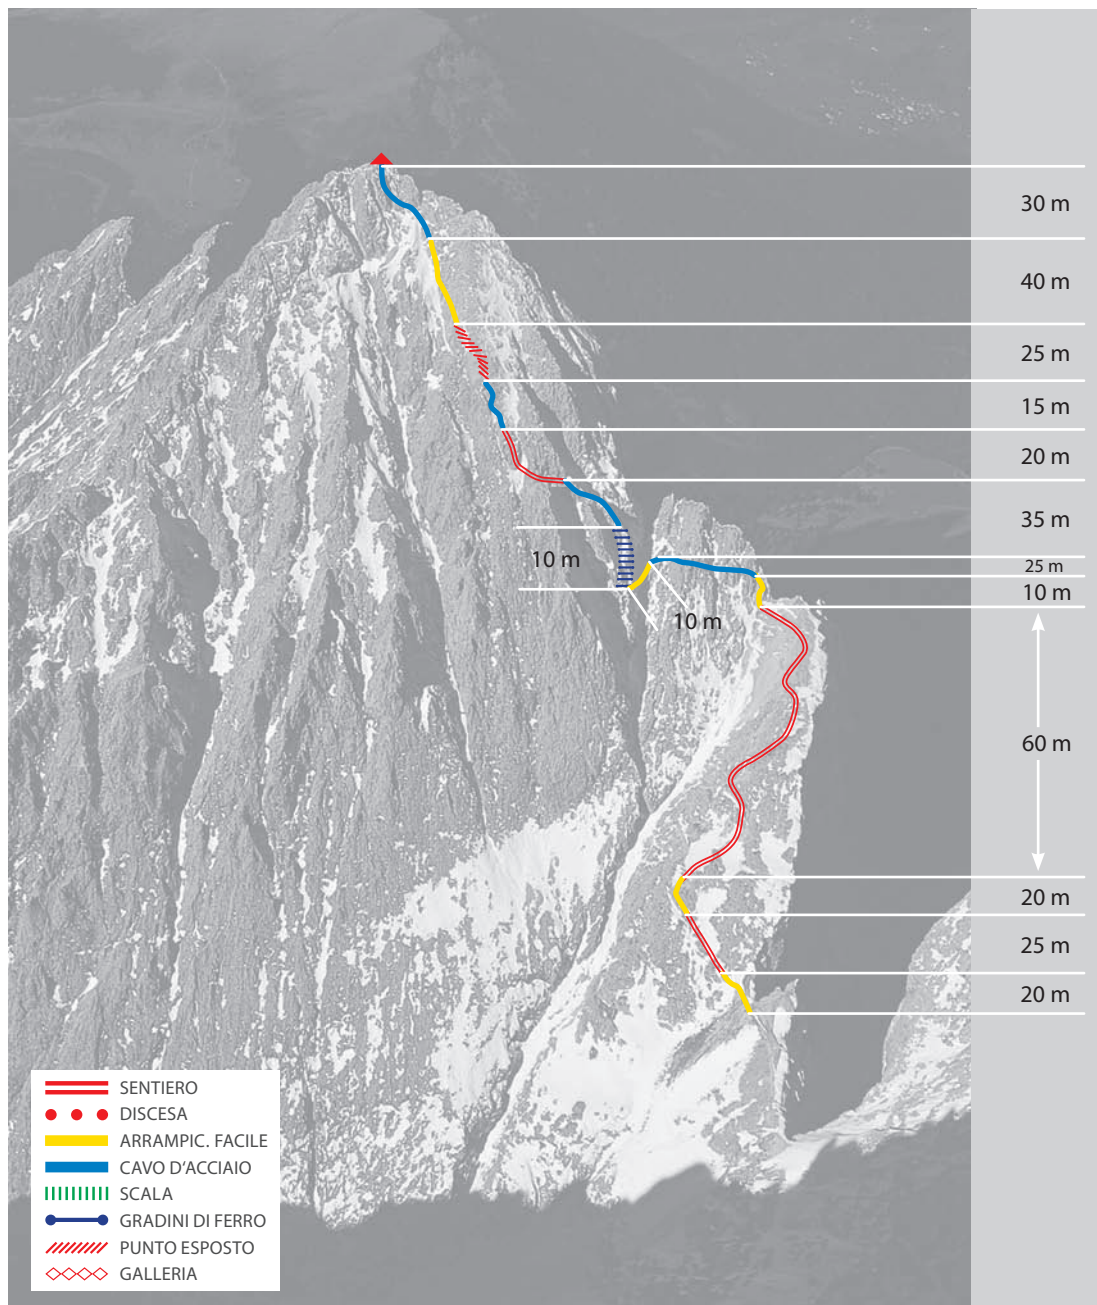 30 m
40 m
25 m
15 m
20 m
35 m
10 m
25 m
10 m
10 m
60 m
20 m
25 m
20 m
SENTIERO
DISCESA
ARRAMPIC. FACILE
CAVO D'ACCIAIO
SCALA
GRADINI DI FERRO
PUNTO ESPOSTO
GALLERIA